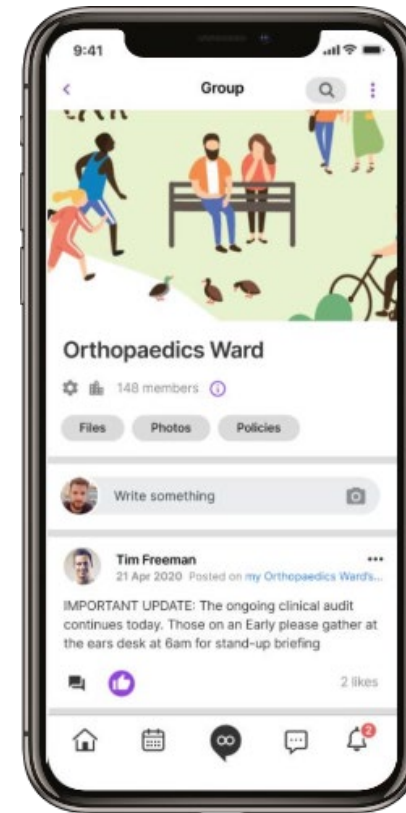 9:41
Group
Orthopaedics Ward
148 members
Files Photos Policies
Write something
Tim Freeman
21 Apr 2020 Posted on my Orthopaedics Ward's...
IMPORTANT UPDATE: The ongoing clinical audit
continues today. Those on an Early please gather at
the ears desk at 6am for stand-up briefing
2 likes
2